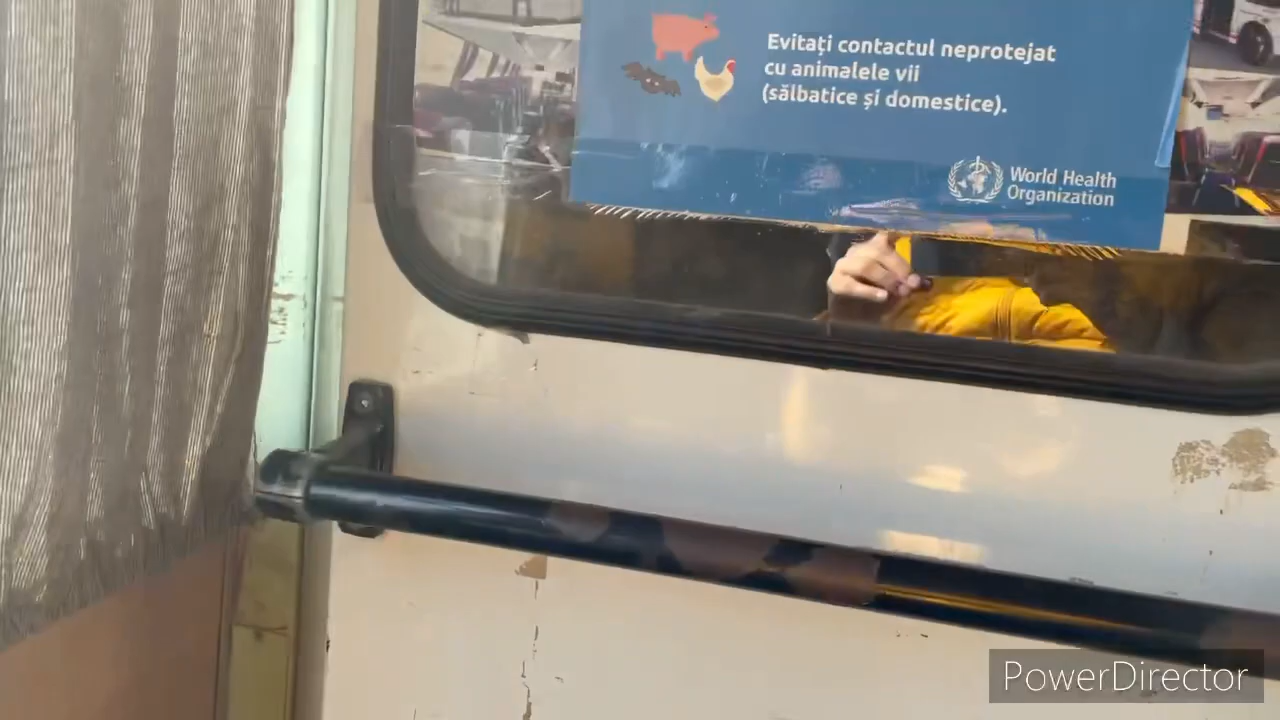 Evitați contactul neprotejat
cu animalele vii
(sălbatice și domestice).
World Health
Organization
PowerDirector